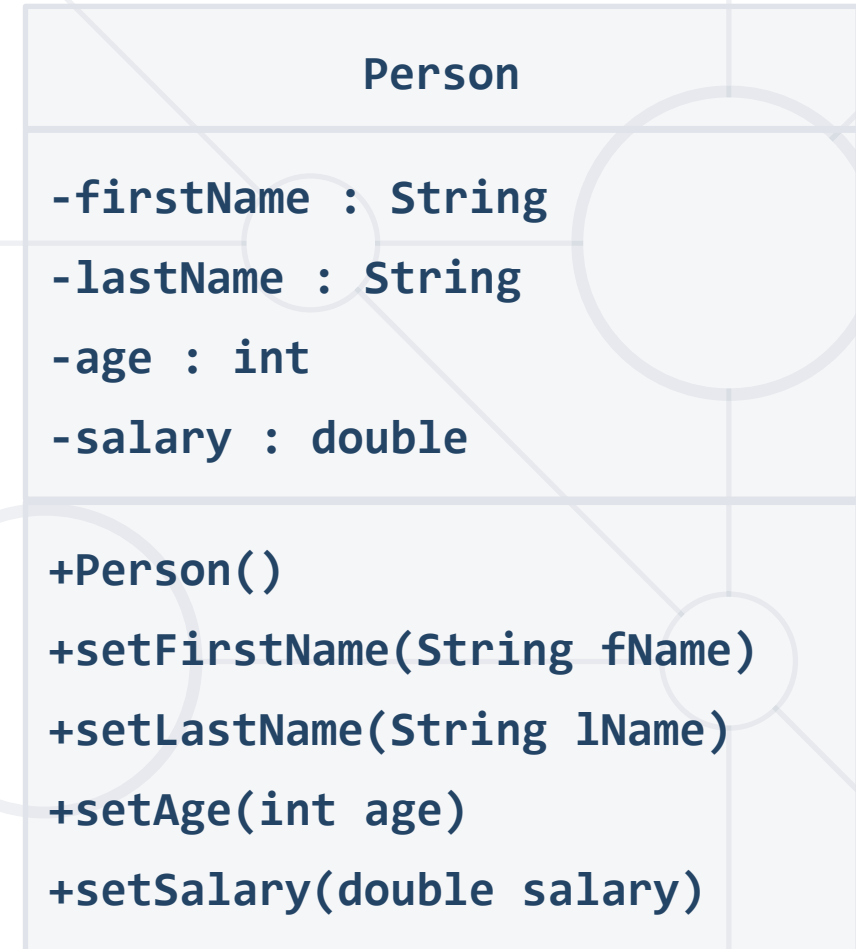 Person
-firstName : String
-lastName : String
-age : int
-salary : double
+Person()
+setFirstName(String fName)
+setLastName(String lName)
+setAge(int age)
+setSalary(double salary)